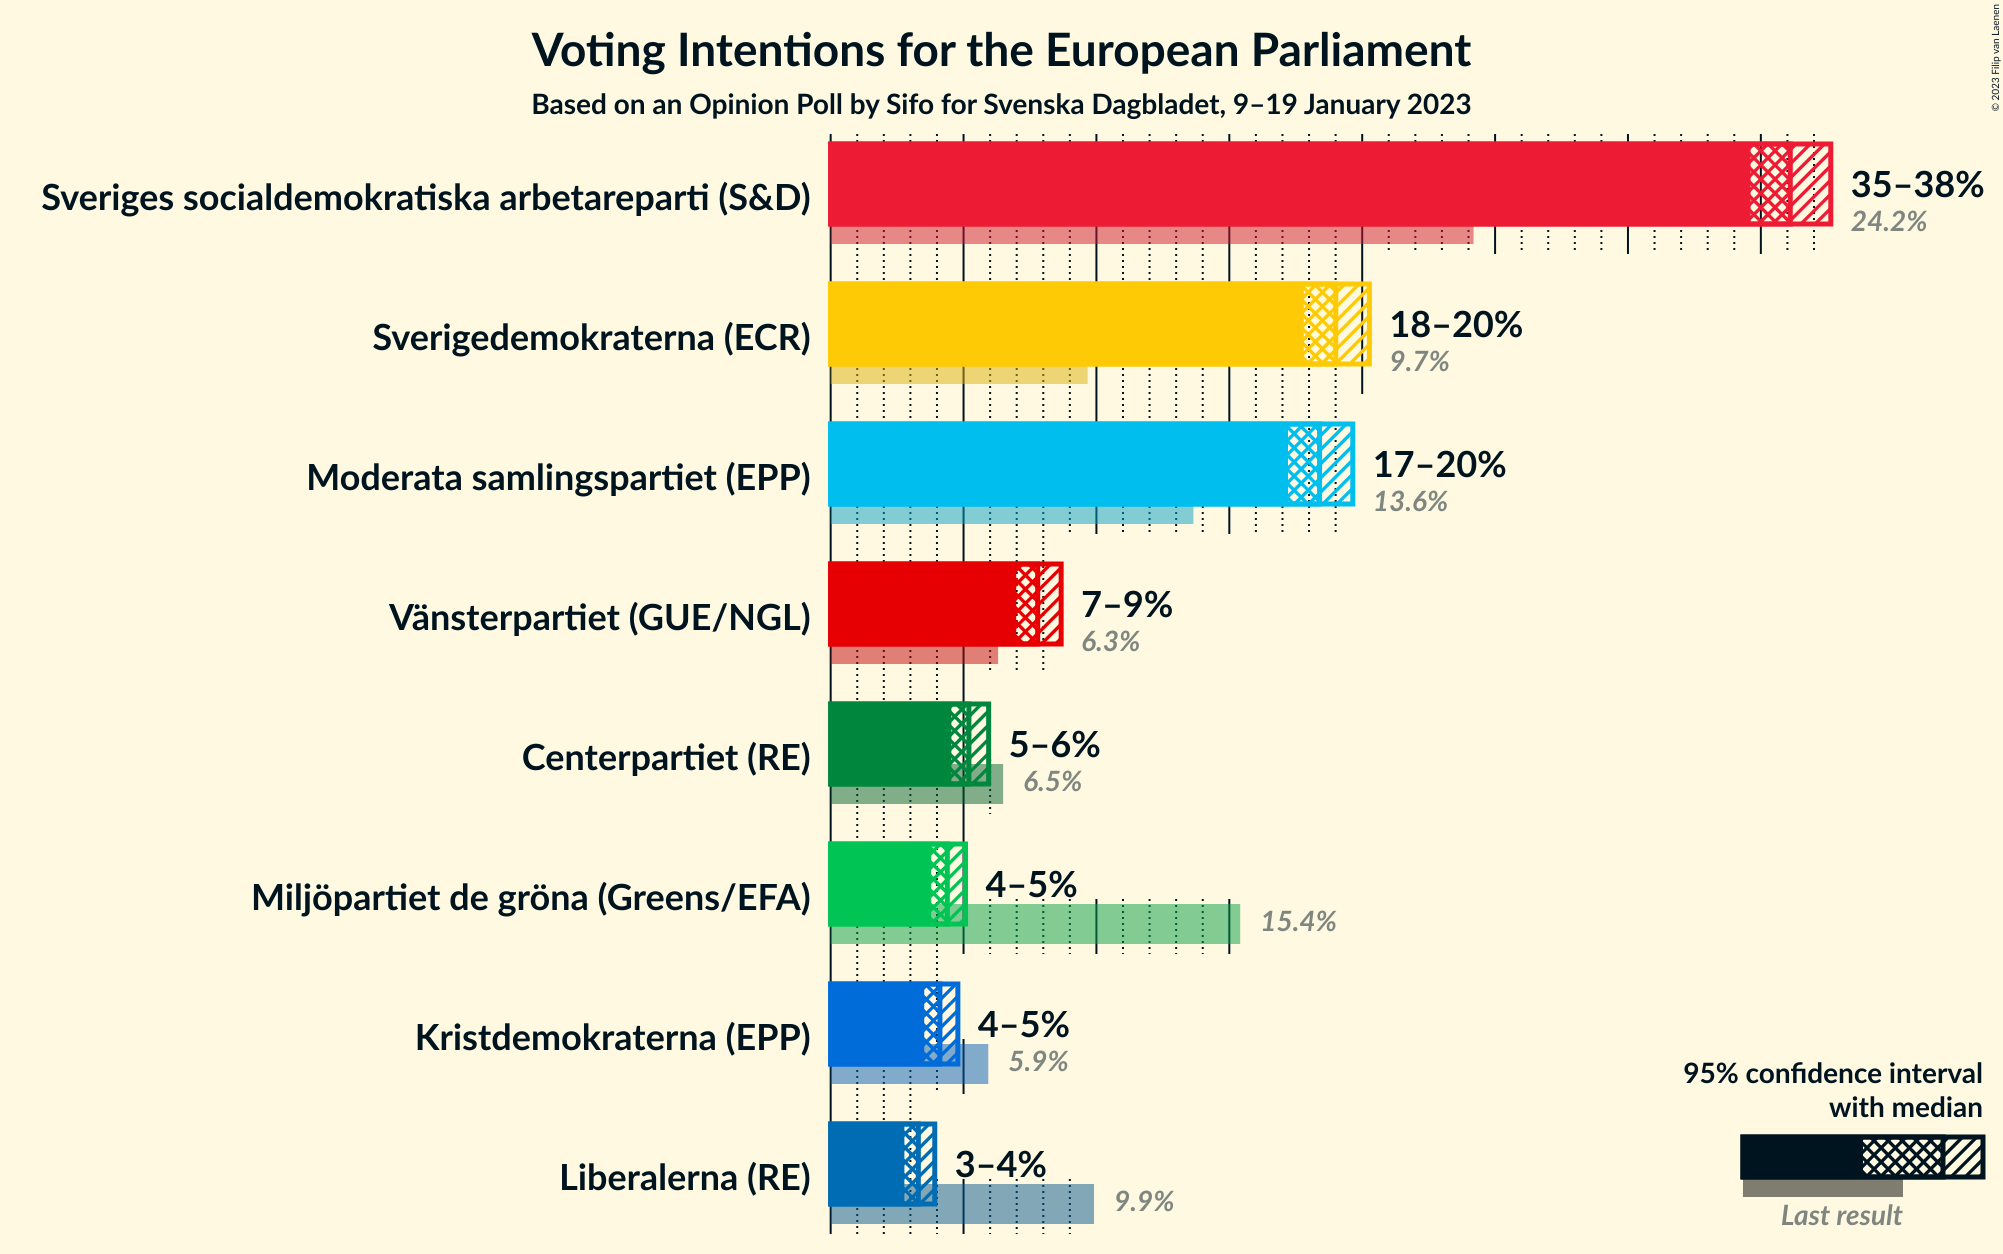 Voting Intentions for the European Parliament
Based on an Opinion Poll by Sifo for Svenska Dagbladet, 9–19 January 2023
© 2023 Filip van Laenen
Sveriges socialdemokratiska arbetareparti (S&D)
35–38%
24.2%
Sverigedemokraterna (ECR)
18–20%
9.7%
Moderata samlingspartiet (EPP)
17–20%
13.6%
Vänsterpartiet (GUE/NGL)
7–9%
6.3%
Centerpartiet (RE)
5–6%
6.5%
Miljöpartiet de gröna (Greens/EFA)
4–5%
15.4%
Kristdemokraterna (EPP)
4–5%
5.9%
Liberalerna (RE)
3–4%
9.9%
95% confidence interval
with median
Last result